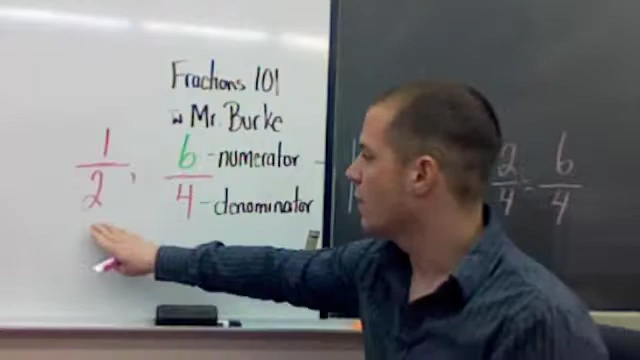 Fractions 101
w Mr. Burke
1/2, 6/4
-numerator
-denominator
2/4 = 6/4